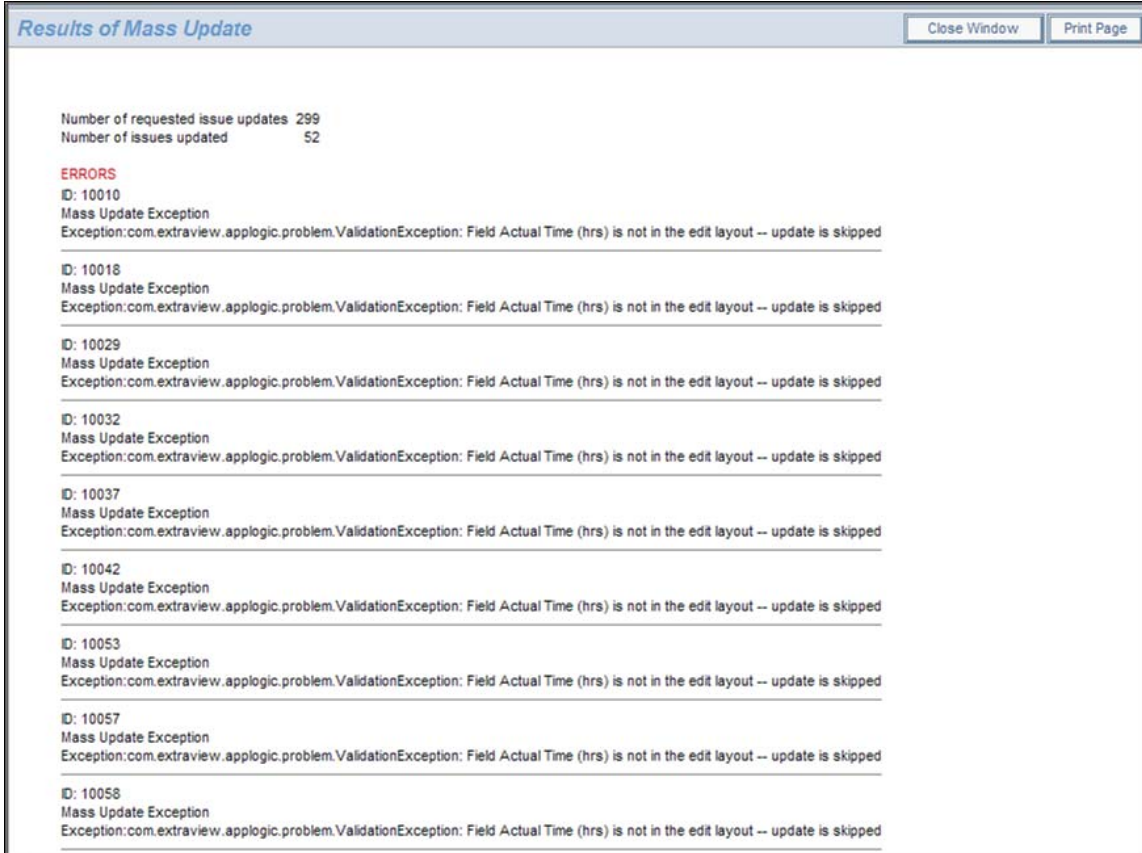 Results of Mass Update
Close Window
Print Page
Number of requested issue updates 299
Number of issues updated 52
ERRORS
ID: 10010
Mass Update Exception
Exception:com.extraview.applogic.problem.ValidationException: Field Actual Time (hrs) is not in the edit layout -- update is skipped
ID: 10018
Mass Update Exception
Exception:com.extraview.applogic.problem.ValidationException: Field Actual Time (hrs) is not in the edit layout -- update is skipped
ID: 10029
Mass Update Exception
Exception:com.extraview.applogic.problem.ValidationException: Field Actual Time (hrs) is not in the edit layout -- update is skipped
ID: 10032
Mass Update Exception
Exception:com.extraview.applogic.problem.ValidationException: Field Actual Time (hrs) is not in the edit layout -- update is skipped
ID: 10037
Mass Update Exception
Exception:com.extraview.applogic.problem.ValidationException: Field Actual Time (hrs) is not in the edit layout -- update is skipped
ID: 10042
Mass Update Exception
Exception:com.extraview.applogic.problem.ValidationException: Field Actual Time (hrs) is not in the edit layout -- update is skipped
ID: 10053
Mass Update Exception
Exception:com.extraview.applogic.problem.ValidationException: Field Actual Time (hrs) is not in the edit layout -- update is skipped
ID: 10057
Mass Update Exception
Exception:com.extraview.applogic.problem.ValidationException: Field Actual Time (hrs) is not in the edit layout -- update is skipped
ID: 10058
Mass Update Exception
Exception:com.extraview.applogic.problem.ValidationException: Field Actual Time (hrs) is not in the edit layout -- update is skipped